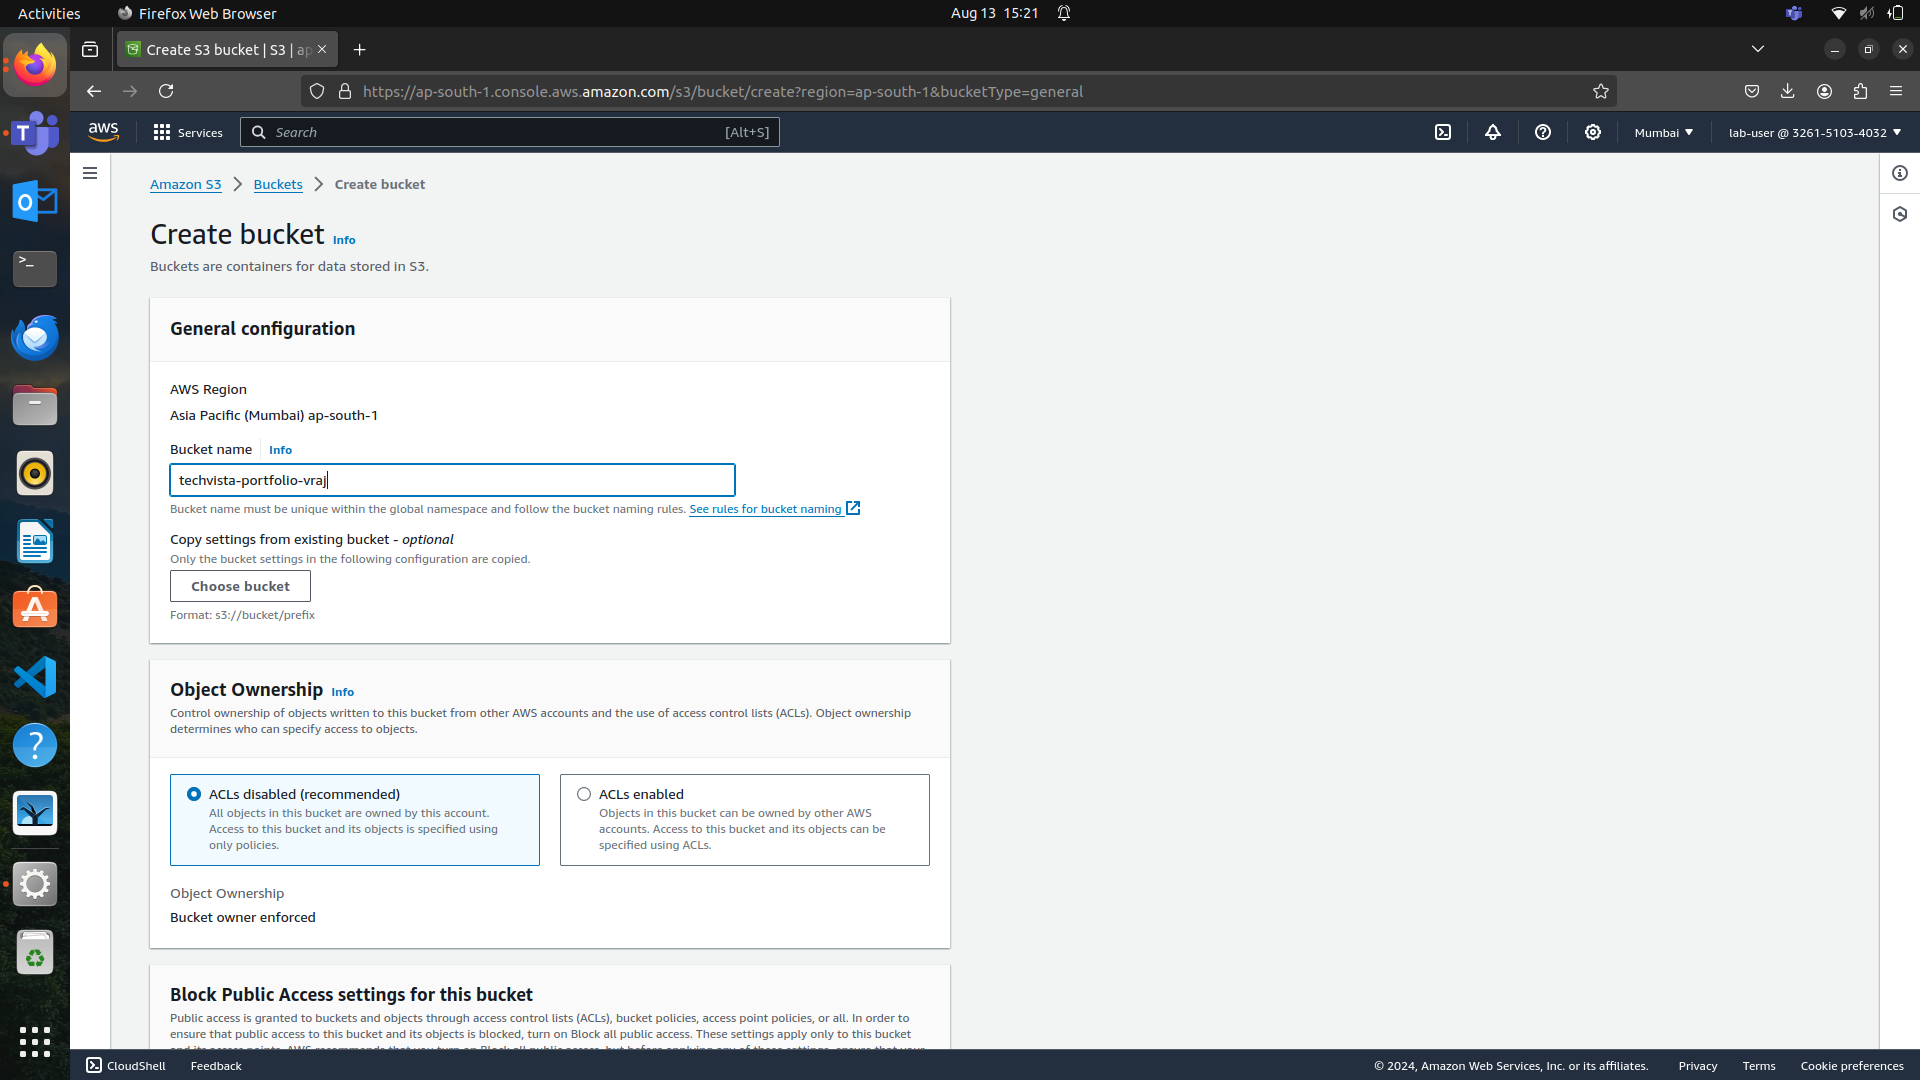 Activities
Firefox Web Browser
Aug 13 15:21
Create S3 bucket | S3 | ap
https://ap-south-1.console.aws.amazon.com/s3/bucket/create?region=ap-south-1&bucketType=general
aws
Services
Search
[Alt+S]
Mumbai
lab-user @ 3261-5103-4032
Amazon S3
Buckets
Create bucket
Create bucket Info
Buckets are containers for data stored in S3.
General configuration
AWS Region
Asia Pacific (Mumbai) ap-south-1
Bucket name Info
techvista-portfolio-vraj
Bucket name must be unique within the global namespace and follow the bucket naming rules. See rules for bucket naming
Copy settings from existing bucket - optional
Only the bucket settings in the following configuration are copied.
Choose bucket
Format: s3://bucket/prefix
Object Ownership Info
Control ownership of objects written to this bucket from other AWS accounts and the use of access control lists (ACLs). Object ownership
determines who can specify access to objects.
ACLs disabled (recommended)
All objects in this bucket are owned by this account.
Access to this bucket and its objects is specified using
only policies.
ACLs enabled
Objects in this bucket can be owned by other AWS
accounts. Access to this bucket and its objects can be
specified using ACLs.
Object Ownership
Bucket owner enforced
Block Public Access settings for this bucket
Public access is granted to buckets and objects through access control lists (ACLs), bucket policies, access point policies, or all. In order to
ensure that public access to this bucket and its objects is blocked, turn on Block all public access. These settings apply only to this bucket
CloudShell
Feedback
© 2024, Amazon Web Services, Inc. or its affiliates.
Privacy
Terms
Cookie preferences